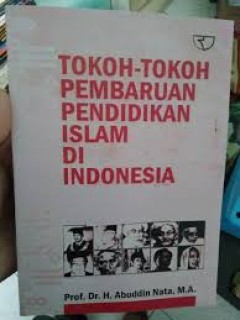 TOKOH-TOKOH
PEMBARUAN
PENDIDIKAN
ISLAM
DI
INDONESIA
Prof. Dr. H. Abuddin Nata, M.A.